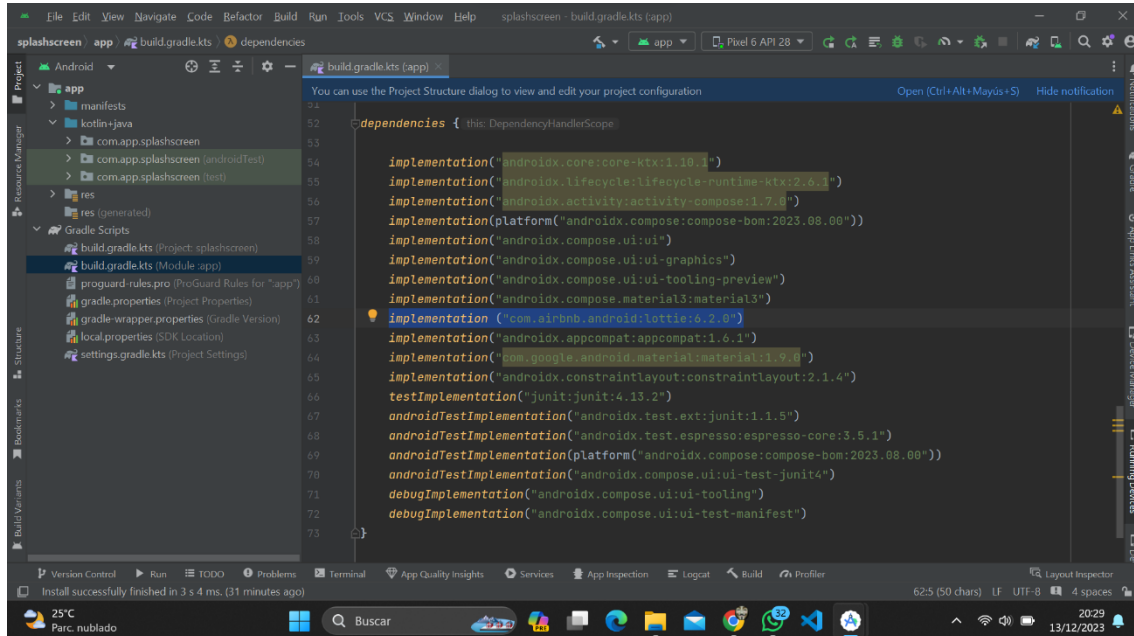 File Edit View Navigate Code Refactor Build Run Tools VCS Window Help splashscreen - build.gradle.kts (:app)
splashscreen app build.gradle.kts dependencies
app Pixel 6 API 28
Project
Android
build.gradle.kts (:app)
You can use the Project Structure dialog to view and edit your project configuration
Open (Ctrl+Alt+Mayús+S) Hide notification
app
manifests
kotlin+java
com.app.splashscreen
com.app.splashscreen (androidTest)
com.app.splashscreen (test)
res
res (generated)
Gradle Scripts
build.gradle.kts (Project: splashscreen)
build.gradle.kts (Module :app)
proguard-rules.pro (ProGuard Rules for ":app")
gradle.properties (Project Properties)
gradle-wrapper.properties (Gradle Version)
local.properties (SDK Location)
settings.gradle.kts (Project Settings)
Resource Manager
Structure
Bookmarks
Build Variants
51
52 dependencies { this: DependencyHandlerScope
53
54 implementation("androidx.core:core-ktx:1.10.1")
55 implementation("androidx.lifecycle:lifecycle-runtime-ktx:2.6.1")
56 implementation("androidx.activity:activity-compose:1.7.0")
57 implementation(platform("androidx.compose:compose-bom:2023.08.00"))
58 implementation("androidx.compose.ui:ui")
59 implementation("androidx.compose.ui:ui-graphics")
60 implementation("androidx.compose.ui:ui-tooling-preview")
61 implementation("androidx.compose.material3:material3")
62 implementation ("com.airbnb.android:lottie:6.2.0")
63 implementation("androidx.appcompat:appcompat:1.6.1")
64 implementation("com.google.android.material:material:1.9.0")
65 implementation("androidx.constraintlayout:constraintlayout:2.1.4")
66 testImplementation("junit:junit:4.13.2")
67 androidTestImplementation("androidx.test.ext:junit:1.1.5")
68 androidTestImplementation("androidx.test.espresso:espresso-core:3.5.1")
69 androidTestImplementation(platform("androidx.compose:compose-bom:2023.08.00"))
70 androidTestImplementation("androidx.compose.ui:ui-test-junit4")
71 debugImplementation("androidx.compose.ui:ui-tooling")
72 debugImplementation("androidx.compose.ui:ui-test-manifest")
73 }
Notifications
Gradle
Device Manager
Running Devices
Version Control Run TODO Problems Terminal App Quality Insights Services App Inspection Logcat Build Profiler Layout Inspector
Install successfully finished in 3 s 4 ms. (31 minutes ago)
62:5 (50 chars) LF UTF-8 4 spaces
25°C
Parc. nublado
Buscar
PRE
32
20:29
13/12/2023